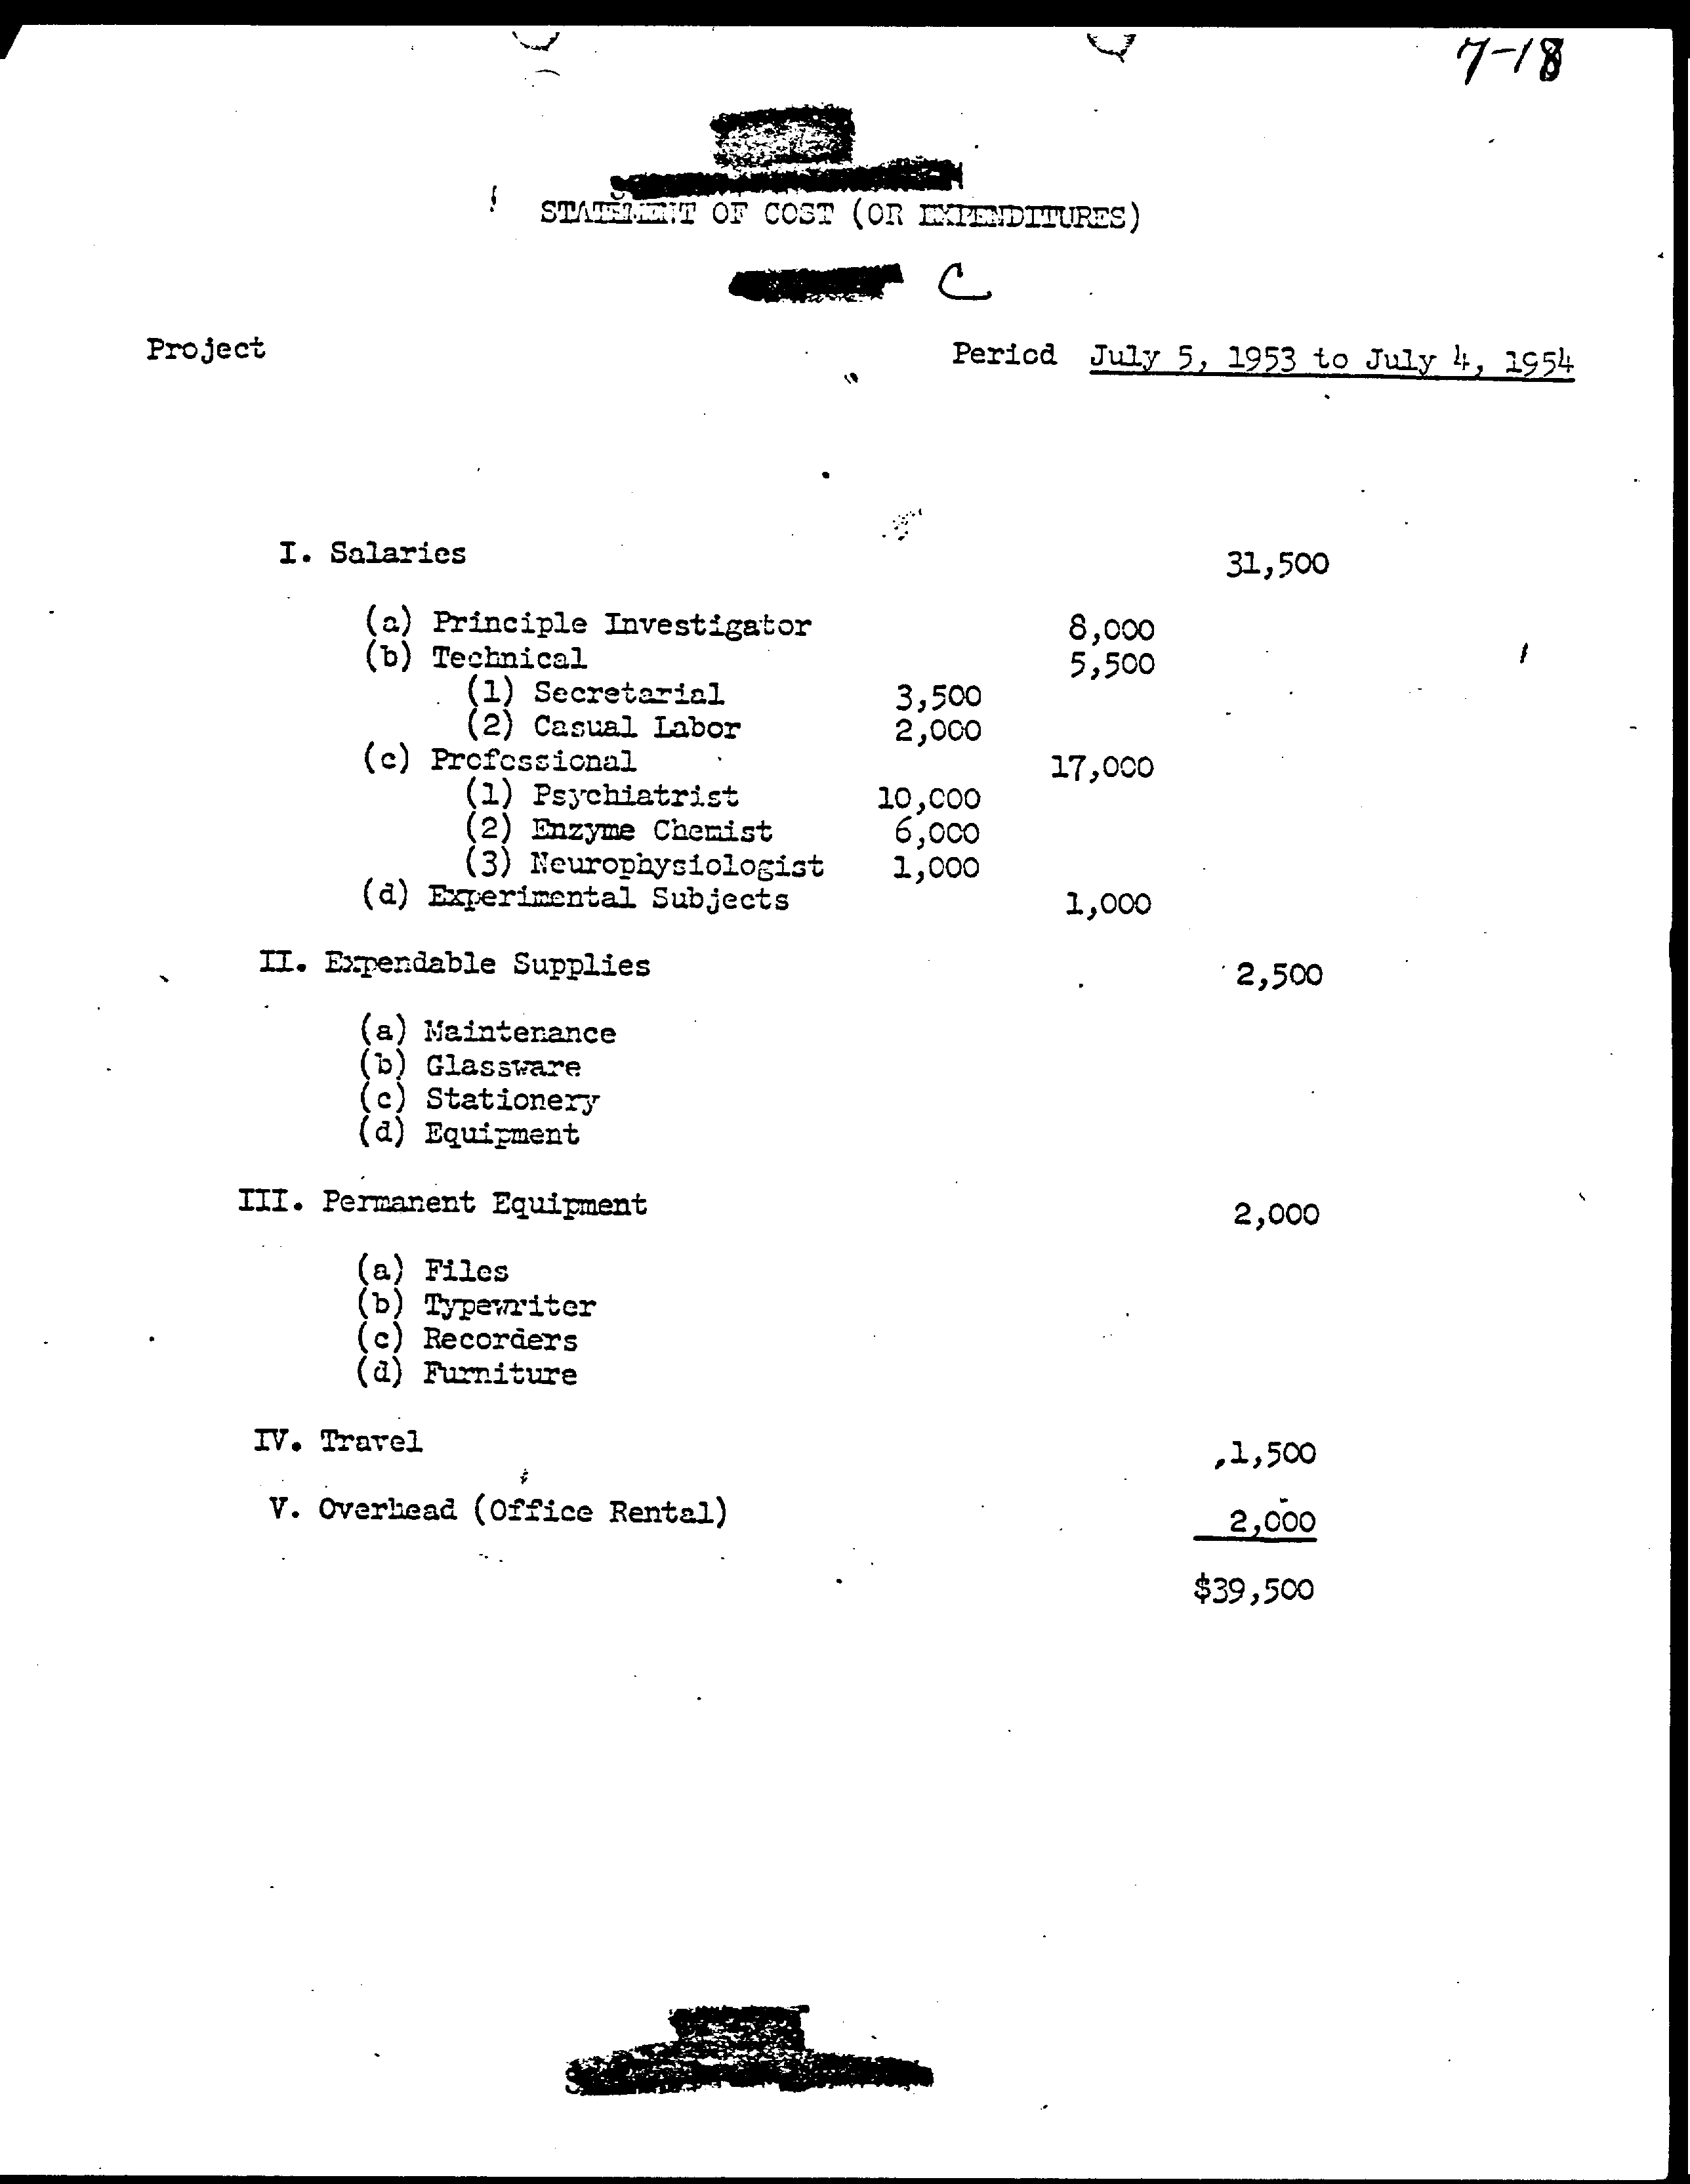 7-18
STATEMENT OF COST (OR EXPENDITURES)
C
Project Period July 5, 1953 to July 4, 1954
I. Salaries 31,500
(a) Principle Investigator 8,000
(b) Technical 5,500
(1) Secretarial 3,500
(2) Casual Labor 2,000
(c) Professional 17,000
(1) Psychiatrist 10,000
(2) Enzyme Chemist 6,000
(3) Neurophysiologist 1,000
(d) Experimental Subjects 1,000
II. Expendable Supplies 2,500
(a) Maintenance
(b) Glassware
(c) Stationery
(d) Equipment
III. Permanent Equipment 2,000
(a) Files
(b) Typewriter
(c) Recorders
(d) Furniture
IV. Travel 1,500
V. Overhead (Office Rental) 2,000
$39,500